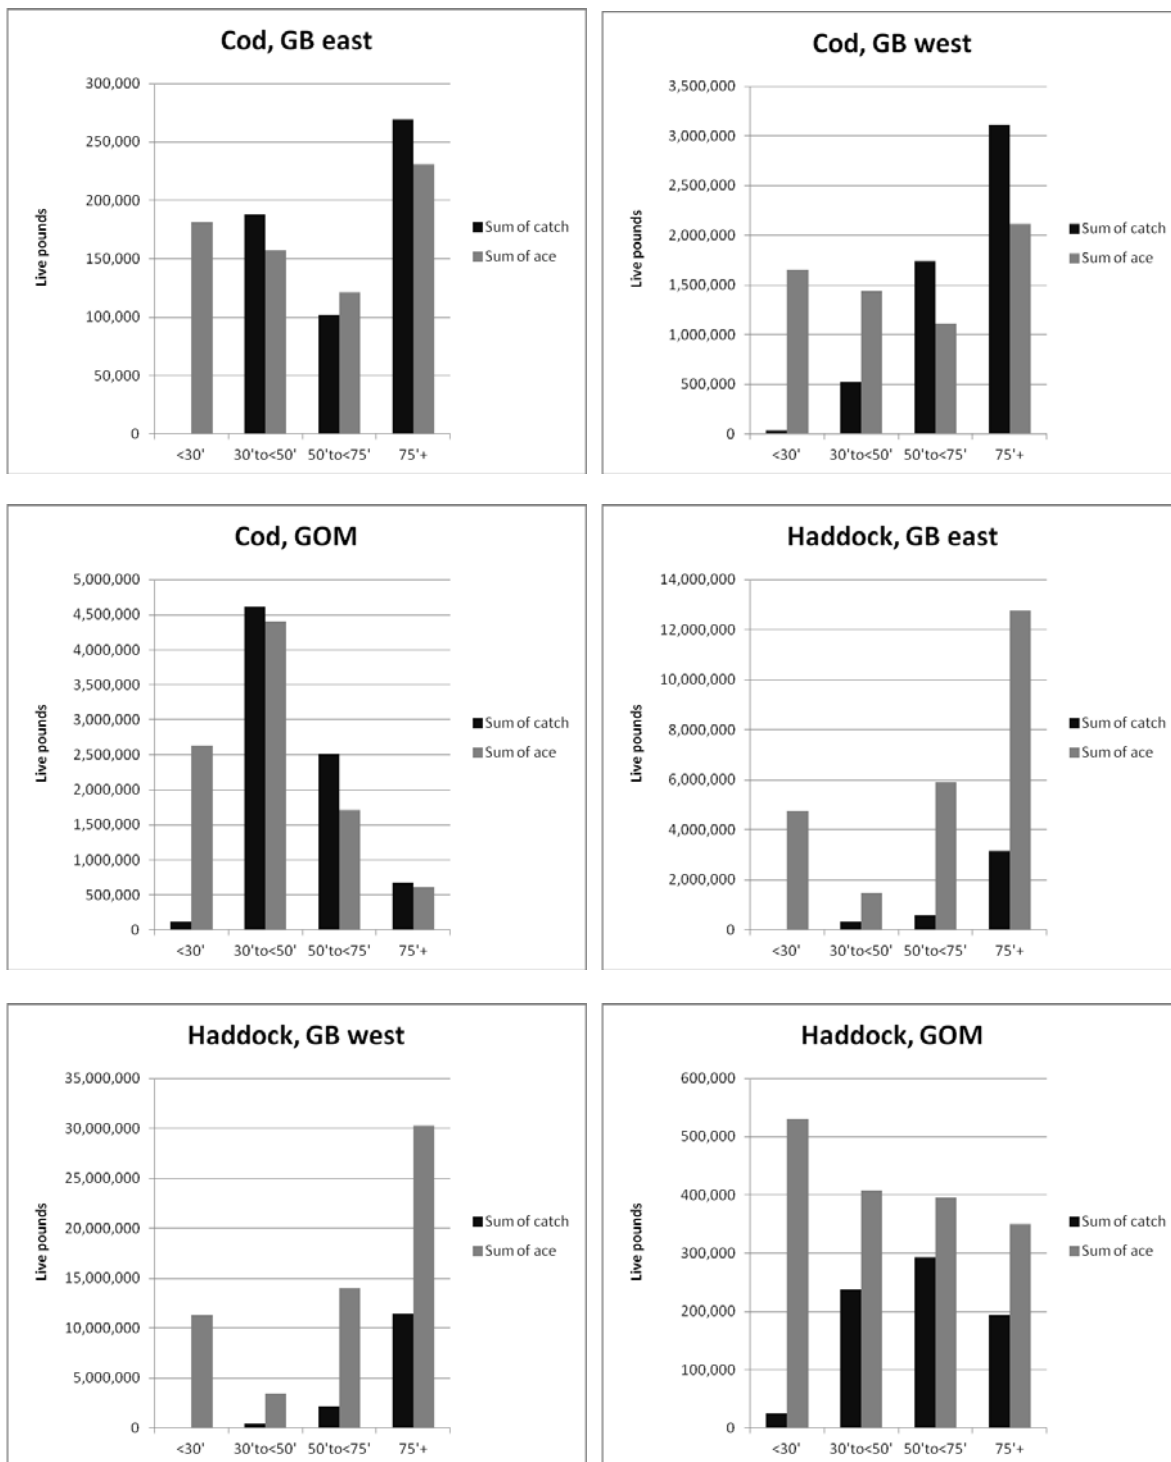 Cod, GB east
300,000
250,000
200,000
150,000
100,000
50,000
0
Live pounds
<30' 30'to<50' 50'to<75' 75'+
Sum of catch
Sum of ace
Cod, GB west
3,500,000
3,000,000
2,500,000
2,000,000
1,500,000
1,000,000
500,000
0
Live pounds
<30' 30'to<50' 50'to<75' 75'+
Sum of catch
Sum of ace
Cod, GOM
5,000,000
4,500,000
4,000,000
3,500,000
3,000,000
2,500,000
2,000,000
1,500,000
1,000,000
500,000
0
Live pounds
<30' 30'to<50' 50'to<75' 75'+
Sum of catch
Sum of ace
Haddock, GB east
14,000,000
12,000,000
10,000,000
8,000,000
6,000,000
4,000,000
2,000,000
0
Live pounds
<30' 30'to<50' 50'to<75' 75'+
Sum of catch
Sum of ace
Haddock, GB west
35,000,000
30,000,000
25,000,000
20,000,000
15,000,000
10,000,000
5,000,000
0
Live pounds
<30' 30'to<50' 50'to<75' 75'+
Sum of catch
Sum of ace
Haddock, GOM
600,000
500,000
400,000
300,000
200,000
100,000
0
Live pounds
<30' 30'to<50' 50'to<75' 75'+
Sum of catch
Sum of ace